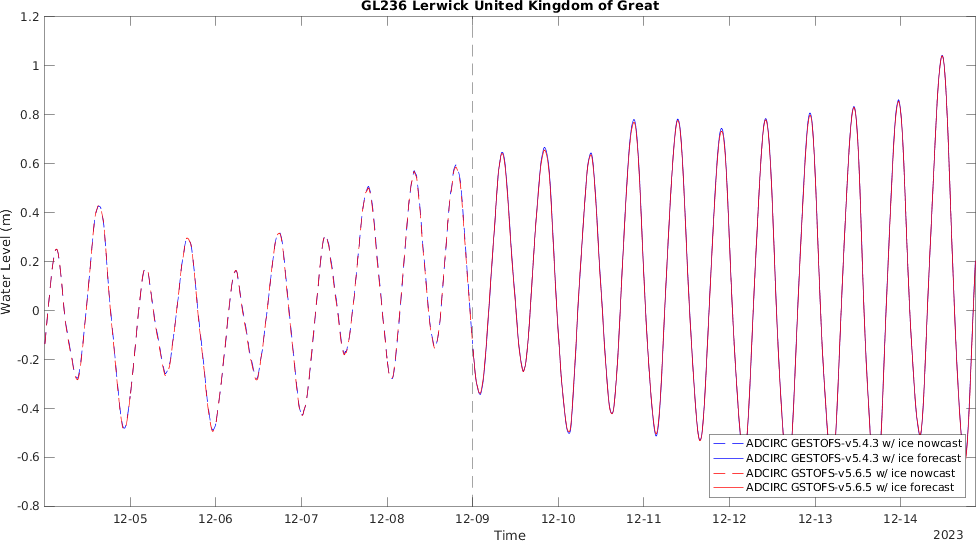 GL236 Lerwick United Kingdom of Great
1.2
1
0.8
0.6
0.4
0.2
0
-0.2
-0.4
-0.6
-0.8
Water Level (m)
ADCIRC GESTOFS-v5.4.3 w/ ice nowcast
ADCIRC GESTOFS-v5.4.3 w/ ice forecast
ADCIRC GSTOFS-v5.6.5 w/ ice nowcast
ADCIRC GSTOFS-v5.6.5 w/ ice forecast
12-05 12-06 12-07 12-08 12-09 12-10 12-11 12-12 12-13 12-14
Time
2023